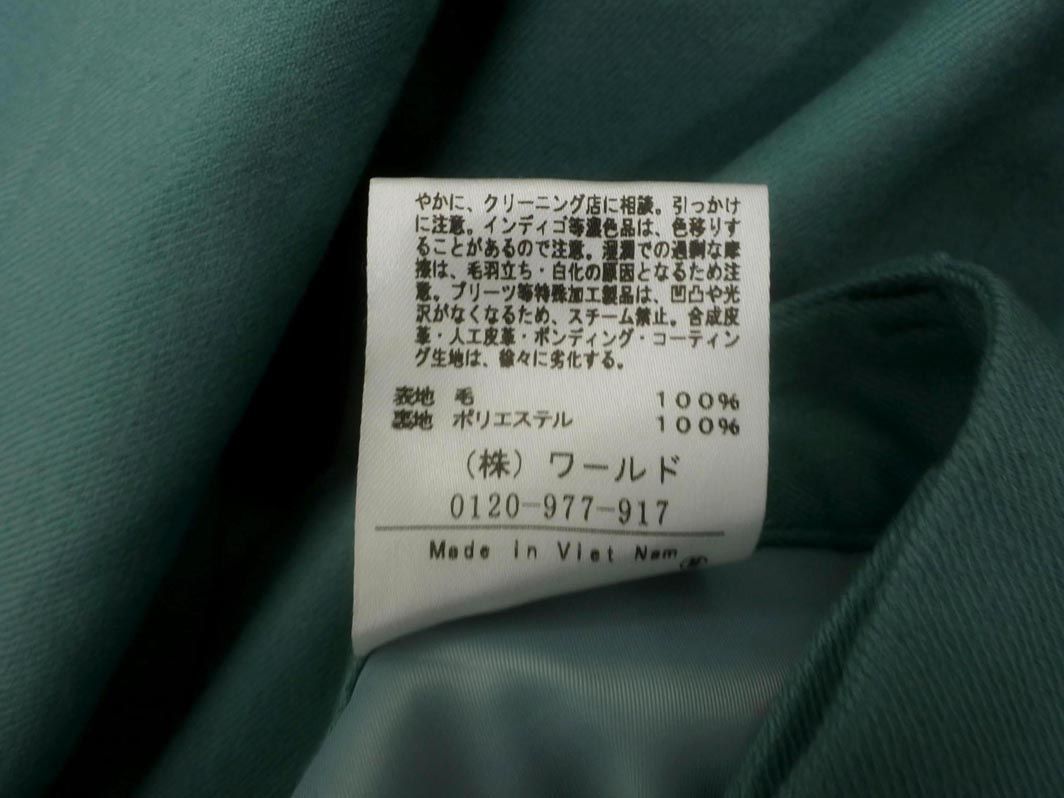 やかに、クリーニング店に相談。引っかけ
に注意。インディゴ等濃色品は、色移りす
ることがあるので注意。湿潤での過剰な摩
擦は、毛羽立ち・白化の原因となるため注
意。プリーツ等特殊加工製品は、凹凸や光
沢がなくなるため、スチーム禁止。合成皮
革・人工皮革・ボンディング・コーティン
グ生地は、徐々に劣化する。
表地 毛 100%
裏地 ポリエステル 100%
(株)ワールド
0120-977-917
Made in Viet Nam